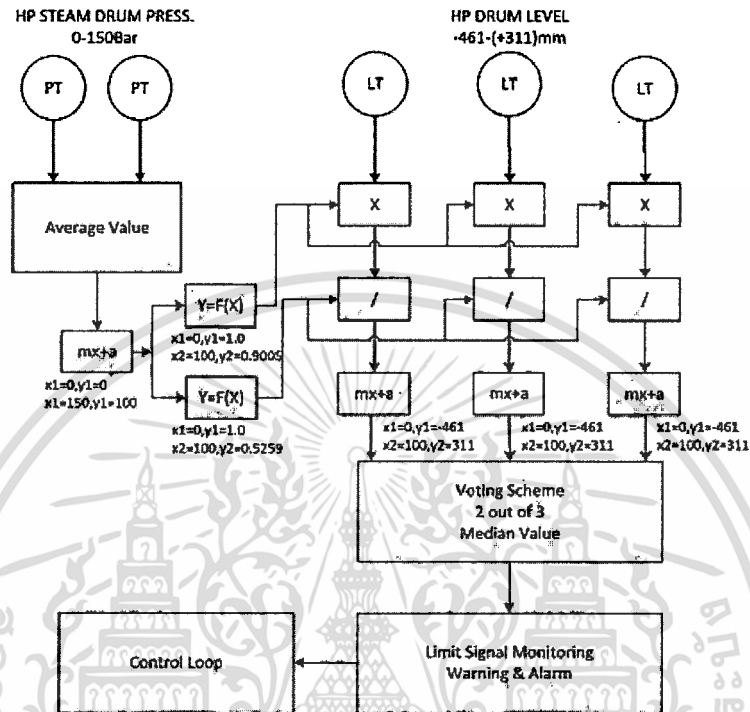 HP STEAM DRUM PRESS.
0-150Bar
HP DRUM LEVEL
-461-(+311)mm
PT
PT
LT
LT
LT
Average Value
X
X
X
Y=F(X)
x1=0,y1=1.0
x2=100,y2=0.9005
/
/
/
mx+a
x1=0,y1=0
x1=150,y1=100
Y=F(X)
x1=0,y1=1.0
x2=100,y2=0.5259
mx+a
mx+a
mx+a
x1=0,y1=-461
x2=100,y2=311
x1=0,y1=-461
x2=100,y2=311
x1=0,y1=-461
x2=100,y2=311
Voting Scheme
2 out of 3
Median Value
Control Loop
Limit Signal Monitoring
Warning & Alarm